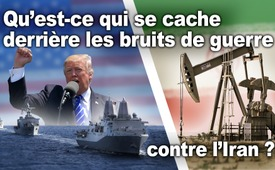 Qu’est-ce qui se cache
derrière les bruits de guerre
contre l’Iran ?